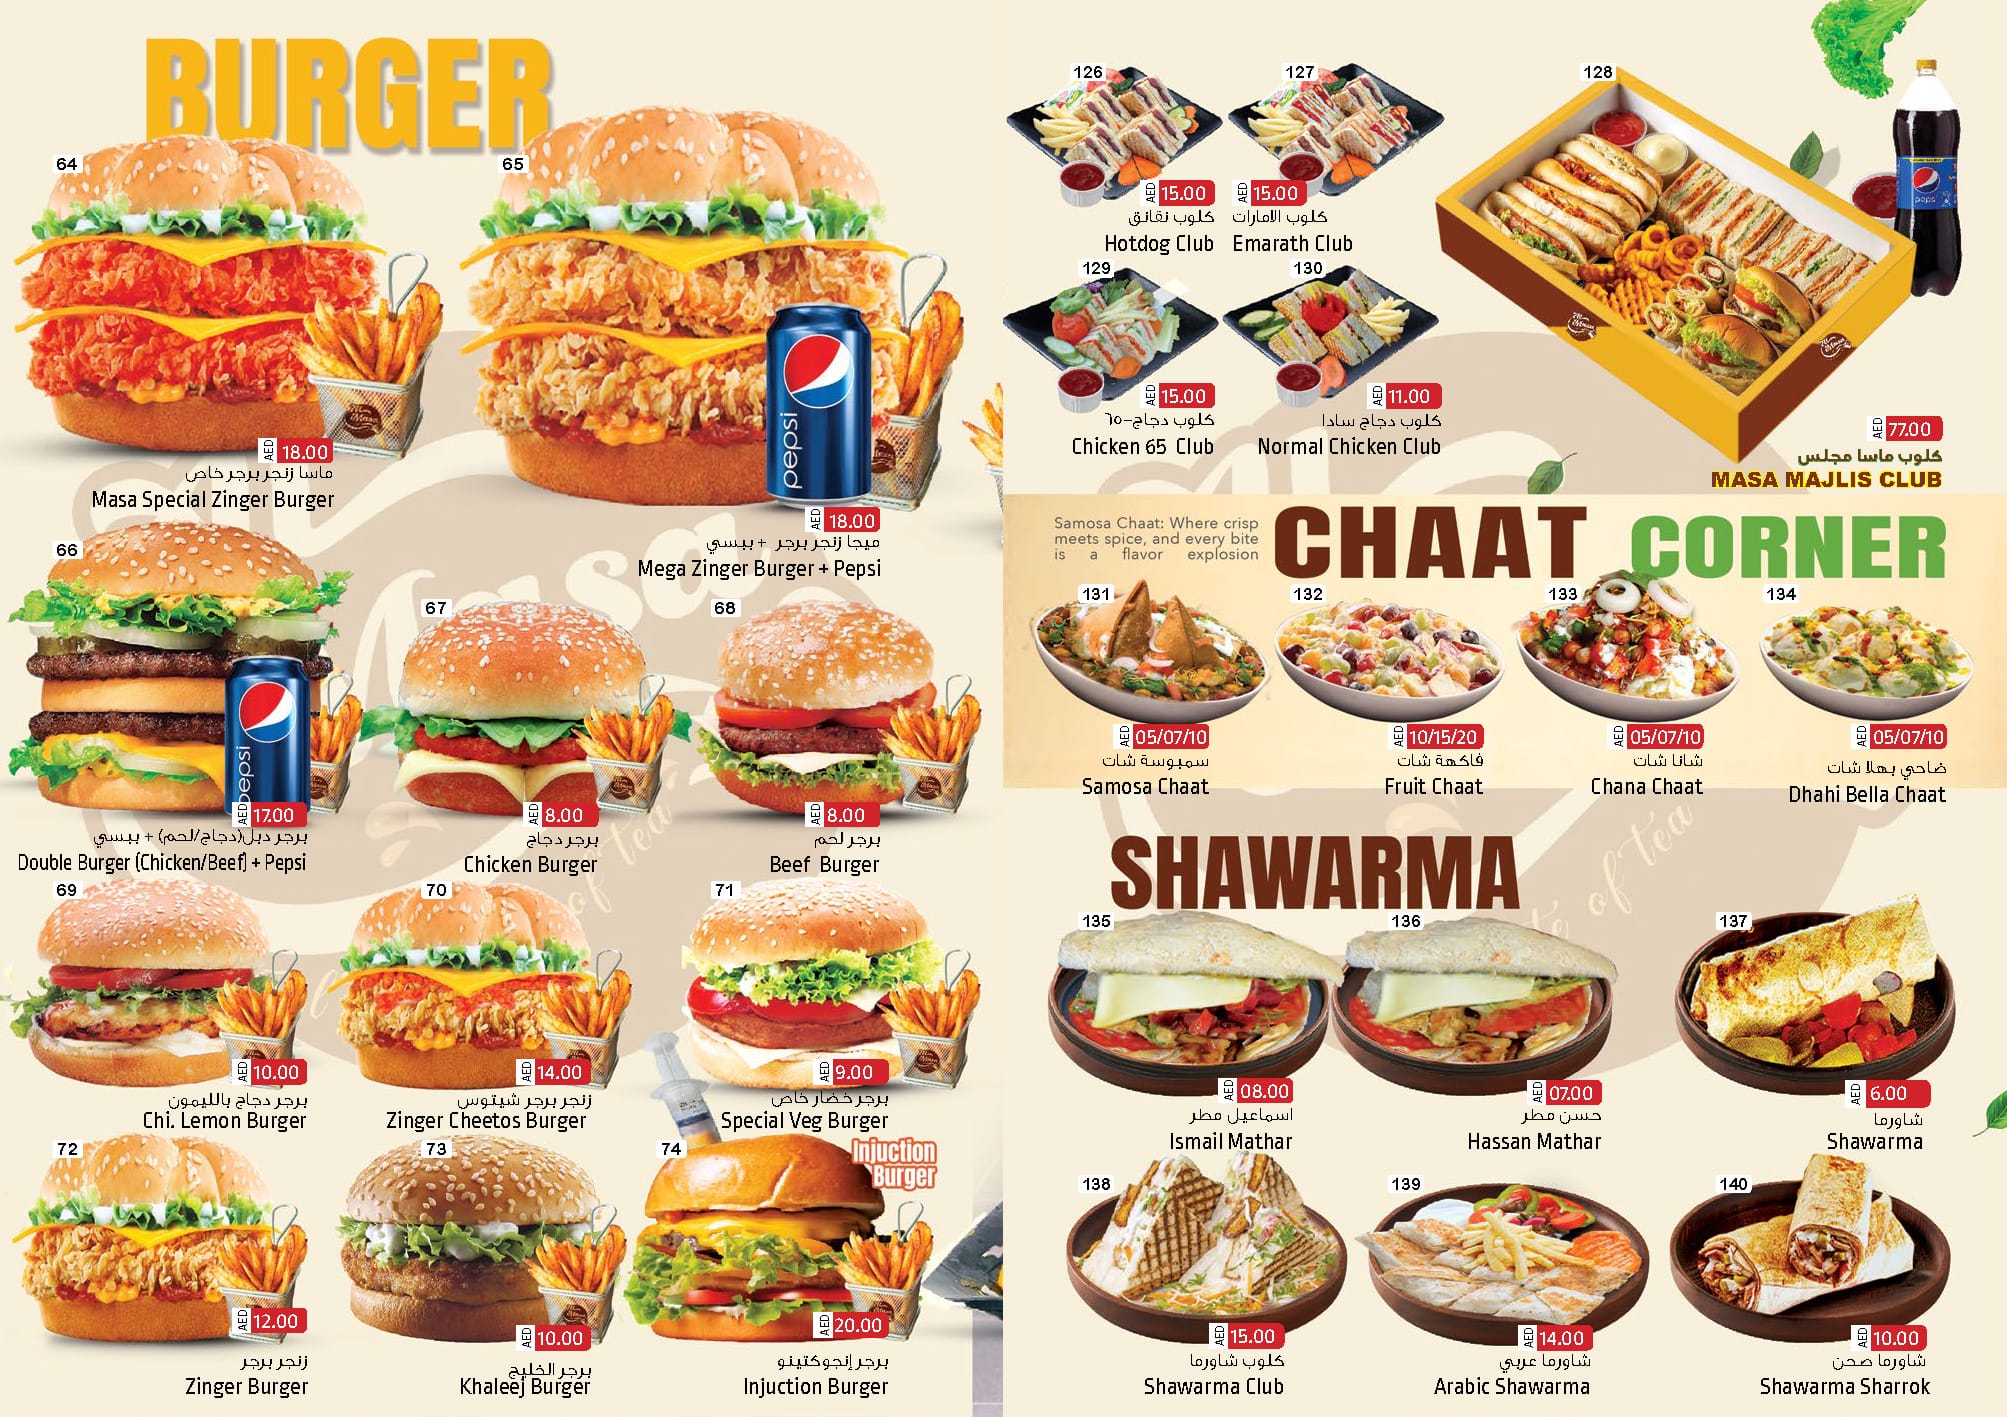 BURGER
64
AED 18.00
ماسا زنجر برجر خاص
Masa Special Zinger Burger
65
pepsi
AED 18.00
ميجا زنجر برجر + بيبسي
Mega Zinger Burger + Pepsi
66
pepsi
AED 17.00
برجر دبل(دجاج/لحم) + بيبسي
Double Burger (Chicken/Beef) + Pepsi
67
AED 8.00
برجر دجاج
Chicken Burger
68
AED 8.00
برجر لحم
Beef Burger
69
AED 10.00
برجر دجاج بالليمون
Chi. Lemon Burger
70
AED 14.00
زنجر برجر شيتوس
Zinger Cheetos Burger
71
AED 9.00
برجر خضار خاص
Special Veg Burger
72
AED 12.00
زنجر برجر
Zinger Burger
73
AED 10.00
برجر الخليج
Khaleej Burger
74
Injuction
Burger
AED 20.00
برجر إنجوكتينو
Injuction Burger
126
AED 15.00
كلوب نقانق
Hotdog Club
127
AED 15.00
كلوب الامارات
Emarath Club
128
pepsi
AED 77.00
كلوب ماسا مجلس
MASA MAJLIS CLUB
129
AED 15.00
كلوب دجاج-٦٥
Chicken 65 Club
130
AED 11.00
كلوب دجاج سادا
Normal Chicken Club
Samosa Chaat: Where crisp
meets spice, and every bite
is a flavor explosion
CHAAT CORNER
131
AED 05/07/10
سمبوسة شات
Samosa Chaat
132
AED 10/15/20
فاكهة شات
Fruit Chaat
133
AED 05/07/10
شانا شات
Chana Chaat
134
AED 05/07/10
ضاحي بهلا شات
Dhahi Bella Chaat
SHAWARMA
135
AED 08.00
اسماعيل مطر
Ismail Mathar
136
AED 07.00
حسن مطر
Hassan Mathar
137
AED 6.00
شاورما
Shawarma
138
AED 15.00
كلوب شاورما
Shawarma Club
139
AED 14.00
شاورما عربي
Arabic Shawarma
140
AED 10.00
شاورما صحن
Shawarma Sharrok